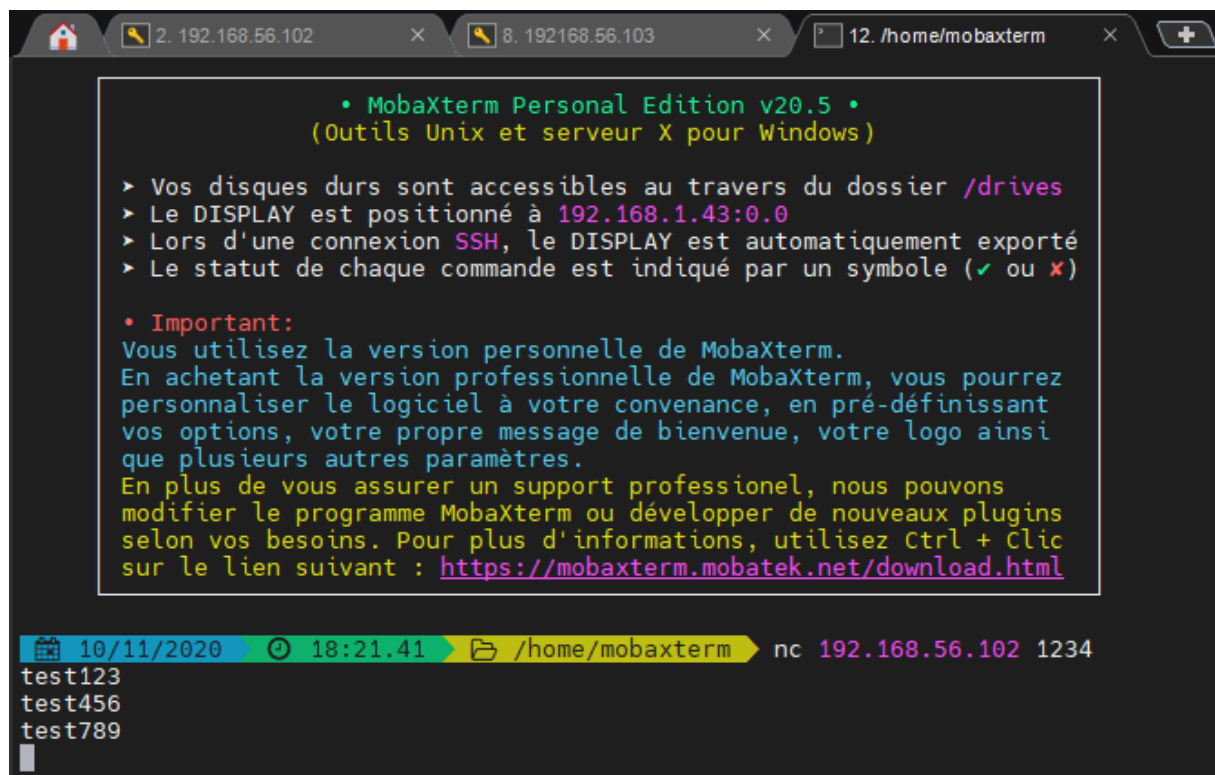 2. 192.168.56.102
8. 192168.56.103
12. /home/mobaxterm
• MobaXterm Personal Edition v20.5 •
(Outils Unix et serveur X pour Windows)
➤ Vos disques durs sont accessibles au travers du dossier /drives
➤ Le DISPLAY est positionné à 192.168.1.43:0.0
➤ Lors d'une connexion SSH, le DISPLAY est automatiquement exporté
➤ Le statut de chaque commande est indiqué par un symbole (✔ ou ✘)
• Important:
Vous utilisez la version personnelle de MobaXterm.
En achetant la version professionnelle de MobaXterm, vous pourrez
personnaliser le logiciel à votre convenance, en pré-définissant
vos options, votre propre message de bienvenue, votre logo ainsi
que plusieurs autres paramètres.
En plus de vous assurer un support professionel, nous pouvons
modifier le programme MobaXterm ou développer de nouveaux plugins
selon vos besoins. Pour plus d'informations, utilisez Ctrl + Clic
sur le lien suivant : https://mobaxterm.mobatek.net/download.html
10/11/2020 18:21.41 /home/mobaxterm nc 192.168.56.102 1234
test123
test456
test789